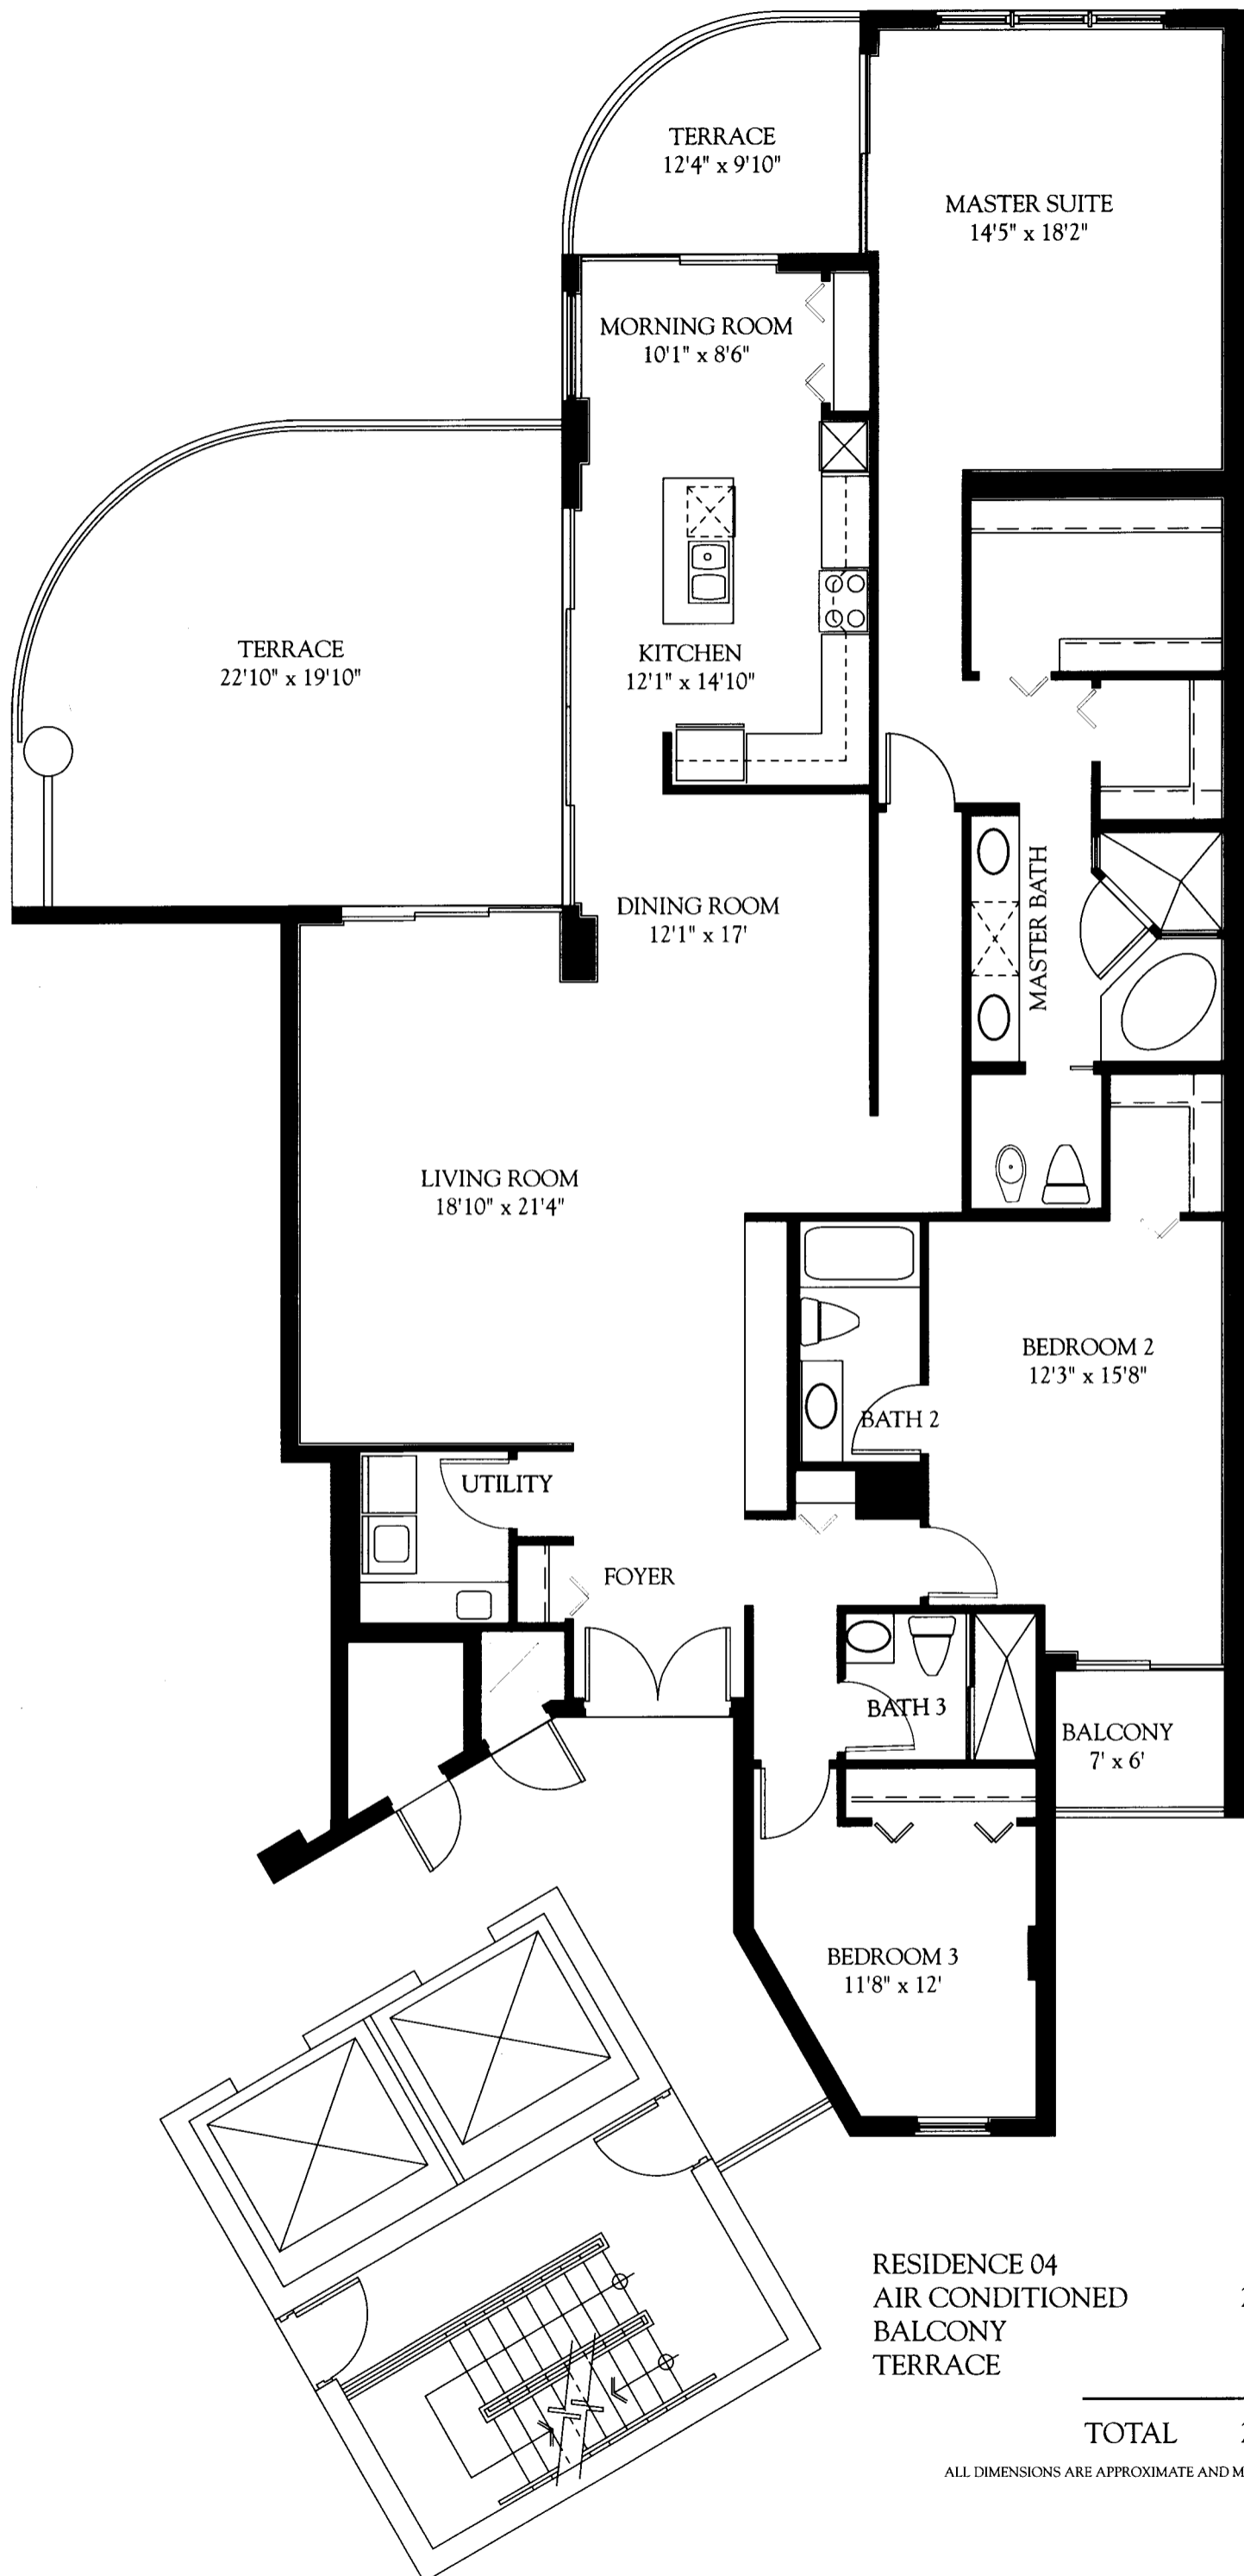 TERRACE
12'4" x 9'10"
MASTER SUITE
14'5" x 18'2"
MORNING ROOM
10'1" x 8'6"
TERRACE
22'10" x 19'10"
KITCHEN
12'1" x 14'10"
DINING ROOM
12'1" x 17'
MASTER BATH
LIVING ROOM
18'10" x 21'4"
BEDROOM 2
12'3" x 15'8"
BATH 2
UTILITY
FOYER
BATH 3
BALCONY
7' x 6'
BEDROOM 3
11'8" x 12'
RESIDENCE 04
AIR CONDITIONED
BALCONY
TERRACE
TOTAL
ALL DIMENSIONS ARE APPROXIMATE AND M